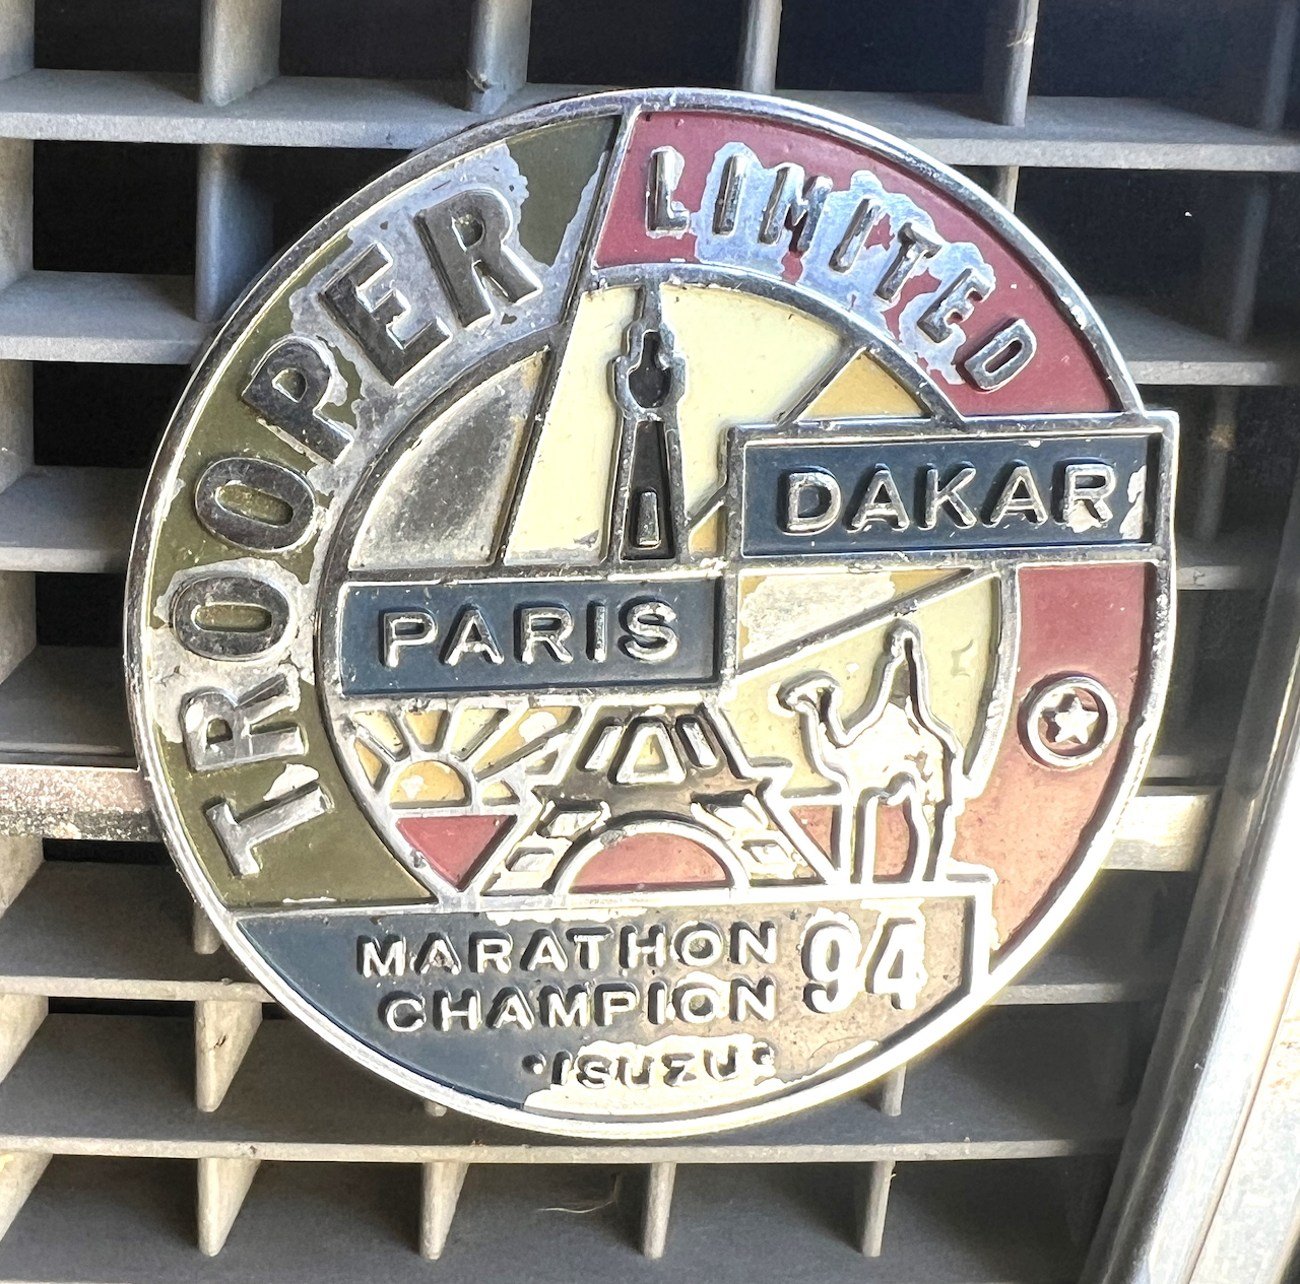 TROOPER
LIMITED
DAKAR
PARIS
MARATHON
CHAMPION 94
•ISUZU•